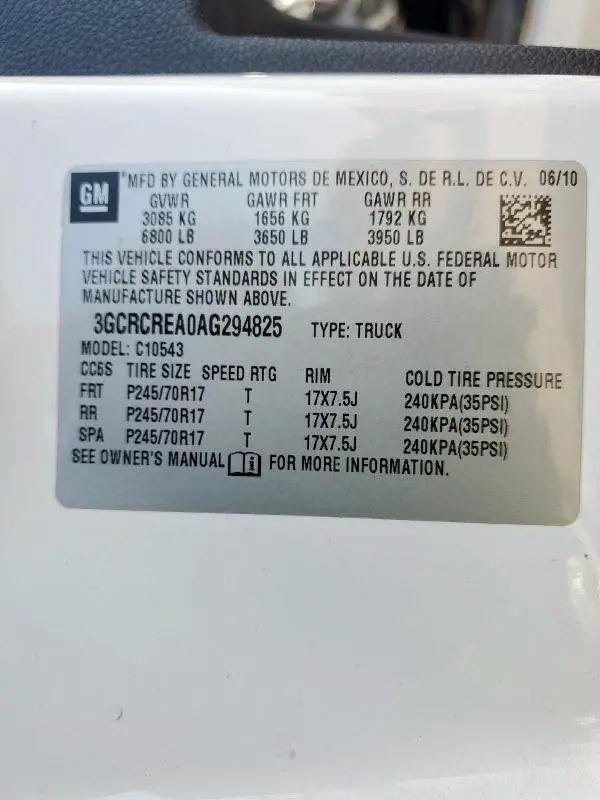 GM
*MFD BY GENERAL MOTORS DE MEXICO, S. DE R.L. DE C.V. 06/10
GVWR GAWR FRT GAWR RR
3085 KG 1656 KG 1792 KG
6800 LB 3650 LB 3950 LB
THIS VEHICLE CONFORMS TO ALL APPLICABLE U.S. FEDERAL MOTOR
VEHICLE SAFETY STANDARDS IN EFFECT ON THE DATE OF
MANUFACTURE SHOWN ABOVE.
3GCRCREA0AG294825 TYPE: TRUCK
MODEL: C10543
CC6S TIRE SIZE SPEED RTG RIM COLD TIRE PRESSURE
FRT P245/70R17 T 17X7.5J 240KPA(35PSI)
RR P245/70R17 T 17X7.5J 240KPA(35PSI)
SPA P245/70R17 T 17X7.5J 240KPA(35PSI)
SEE OWNER'S MANUAL i FOR MORE INFORMATION.